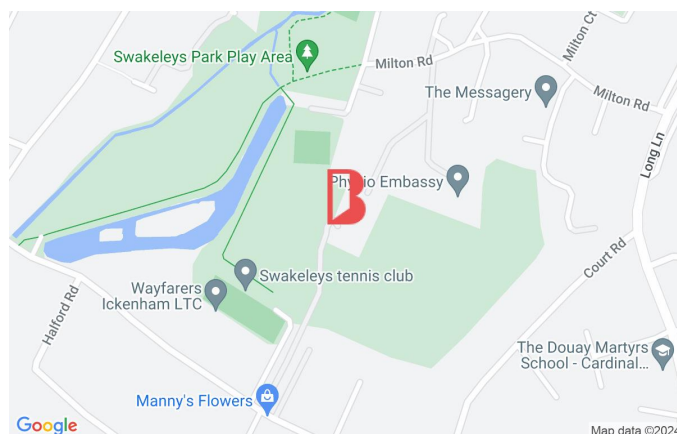 Swakeleys Park Play Area
Milton Rd
Milton Ct
The Messagery
Milton Rd
Long Ln
Physio Embassy
B
Court Rd
Swakeleys tennis club
Wayfarers
Ickenham LTC
Halford Rd
The Douay Martyrs
School - Cardinal...
Manny's Flowers
Google
Map data ©2024